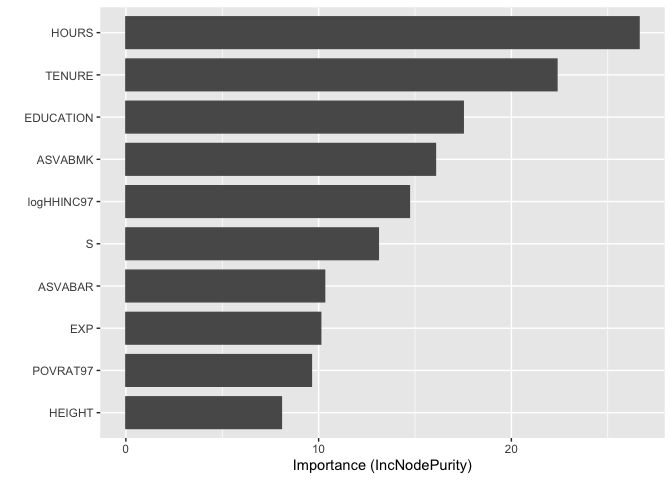 HOURS
TENURE
EDUCATION
ASVABMK
logHHINC97
S
ASVABAR
EXP
POVRAT97
HEIGHT
0 10 20
Importance (IncNodePurity)